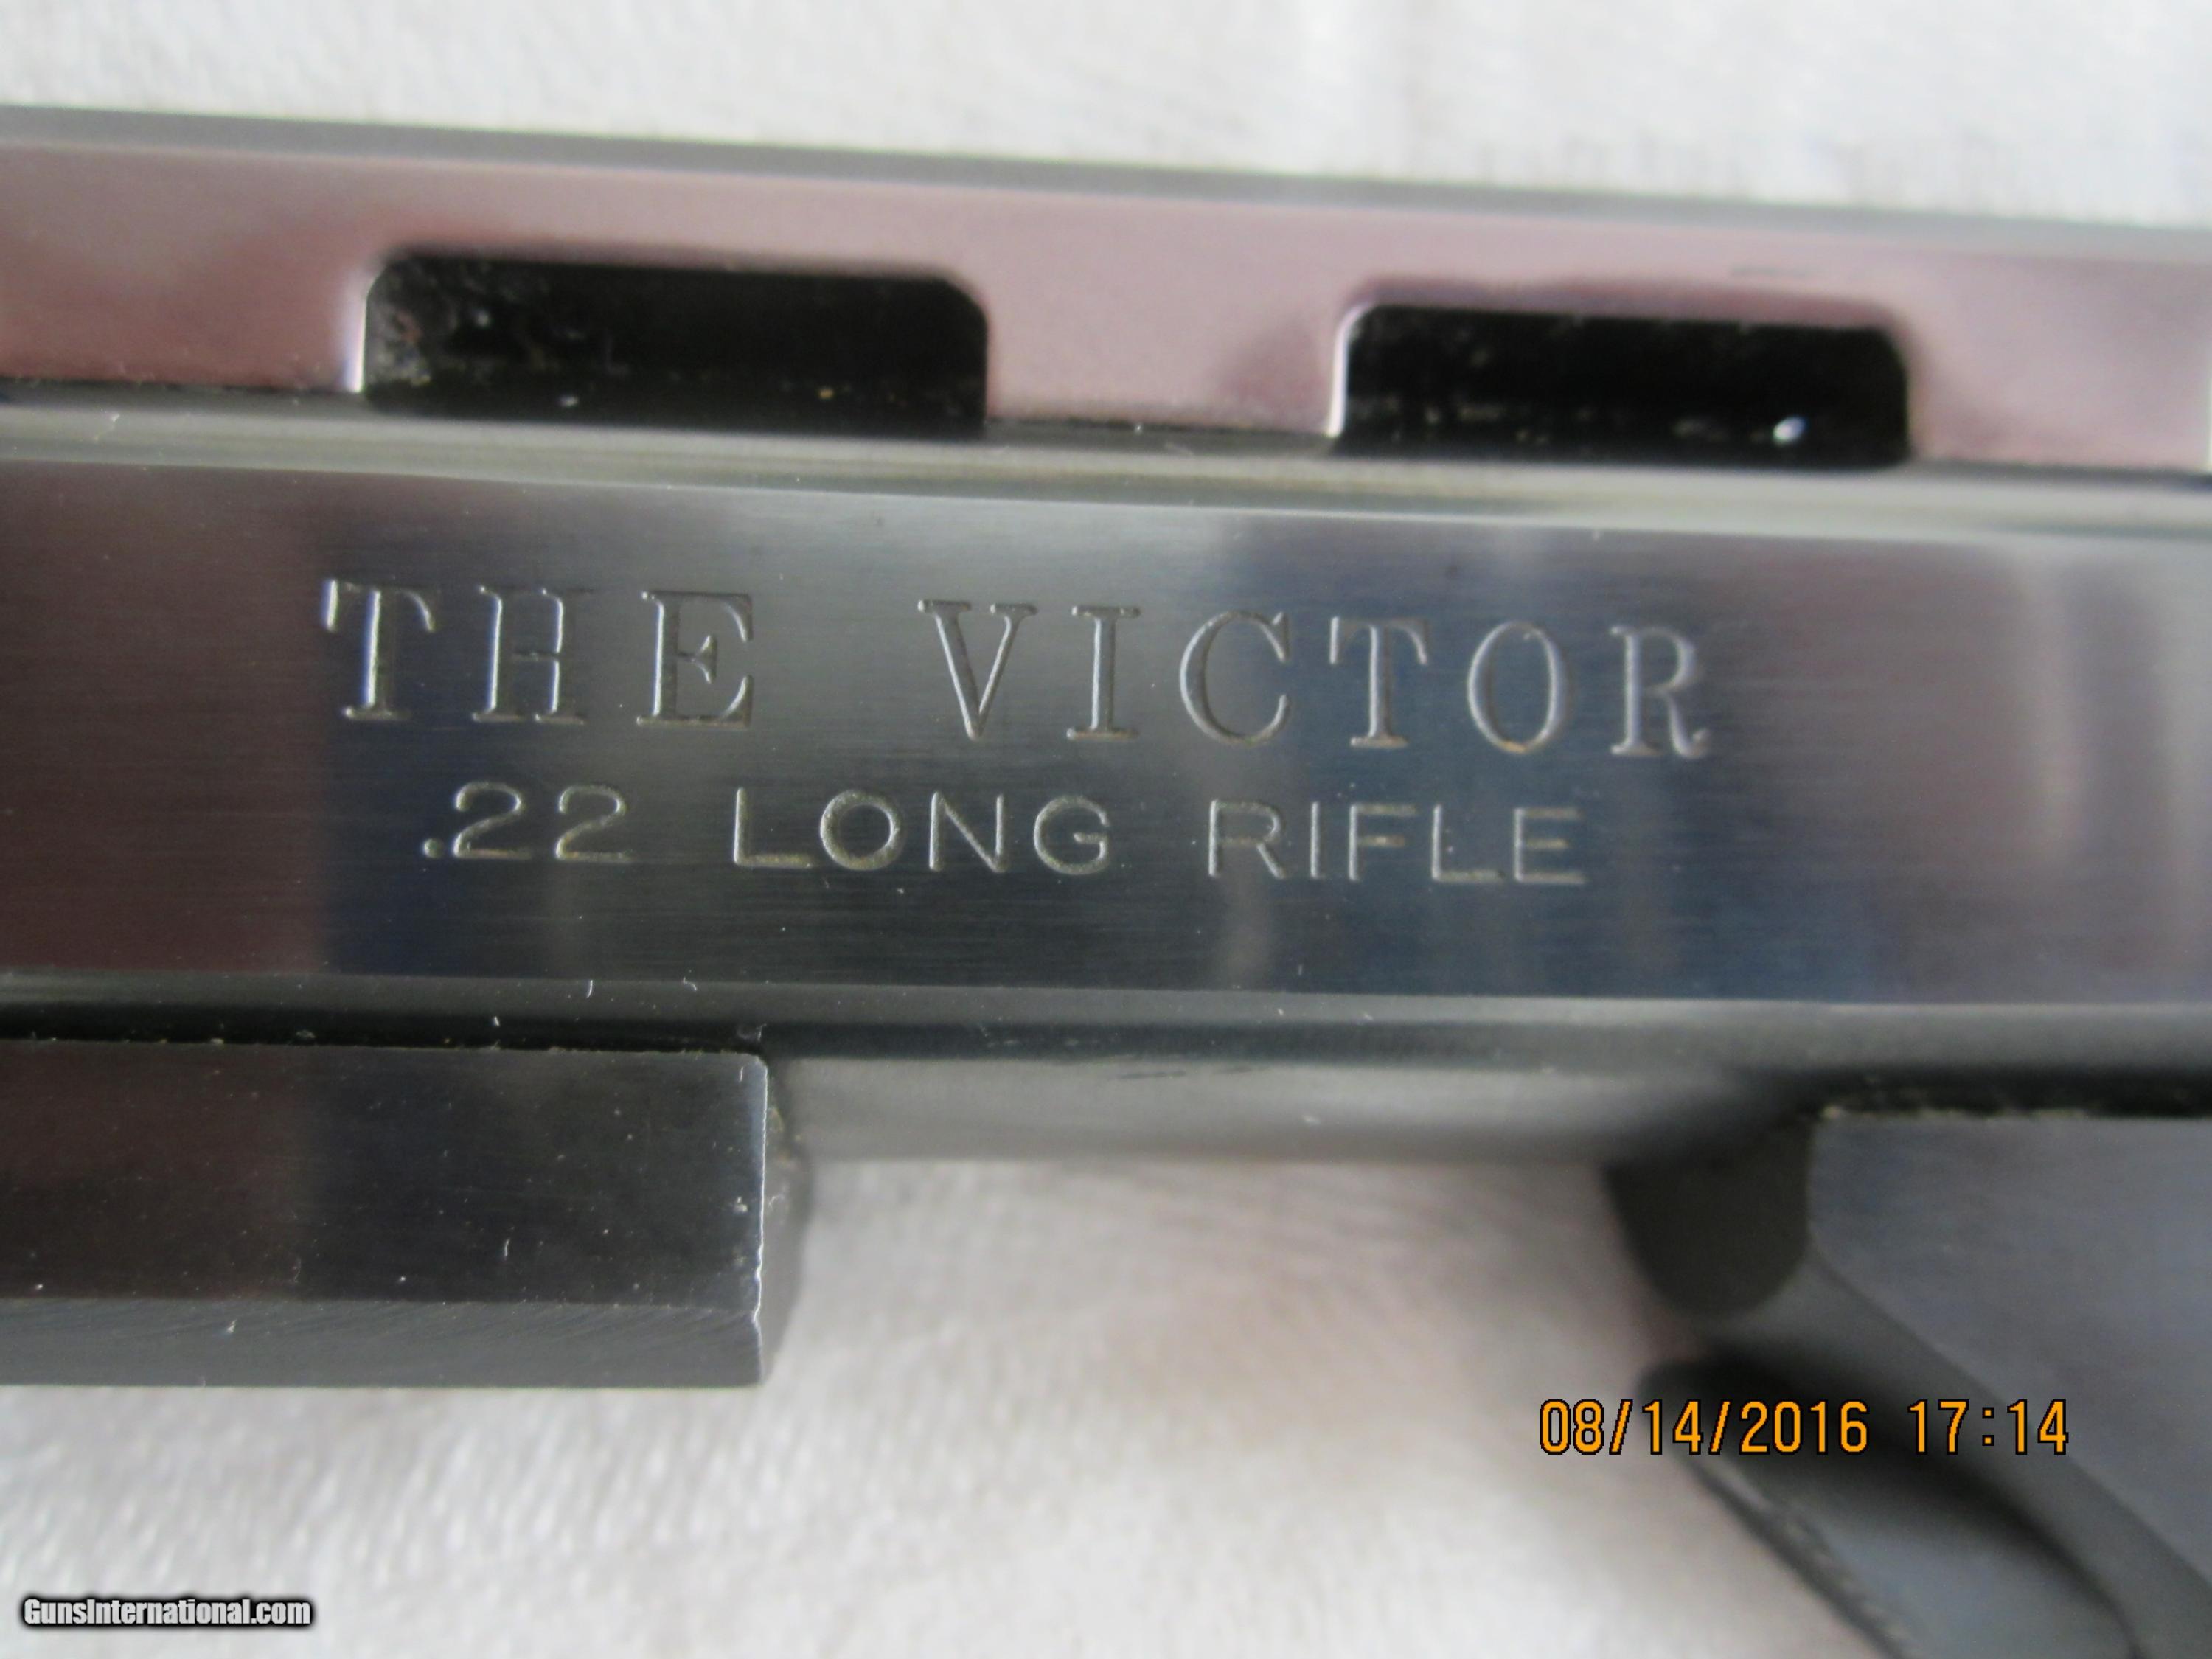 THE VICTOR
.22 LONG RIFLE
08/14/2016 17:14
GunsInternational.com